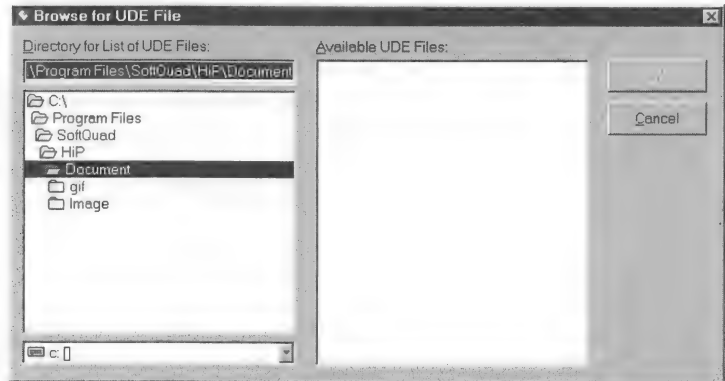 Browse for UDE File
Directory for List of UDE Files:
Available UDE Files:
\Program Files\SoftQuad\HiP\Document
C:\
Program Files
SoftQuad
HiP
Document
gif
Image
Cancel
c: []